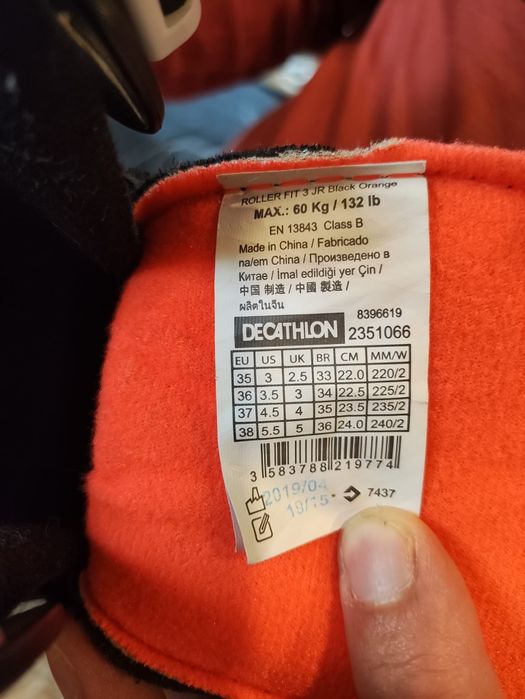 ROLLER FIT 3 JR Black Orange
MAX.: 60 Kg / 132 lb
EN 13843 Class B
Made in China / Fabricado
na/em China / Произведено в
Китае / İmal edildiği yer Çin /
中国 制造 / 中國 製造 /
ผลิตในจีน
8396619
DECATHLON 2351066
EU US UK BR CM MM/W
35 3 2.5 33 22.0 220/2
36 3.5 3 34 22.5 225/2
37 4.5 4 35 23.5 235/2
38 5.5 5 36 24.0 240/2
3 583788 219774
2019/04
19/15
7437